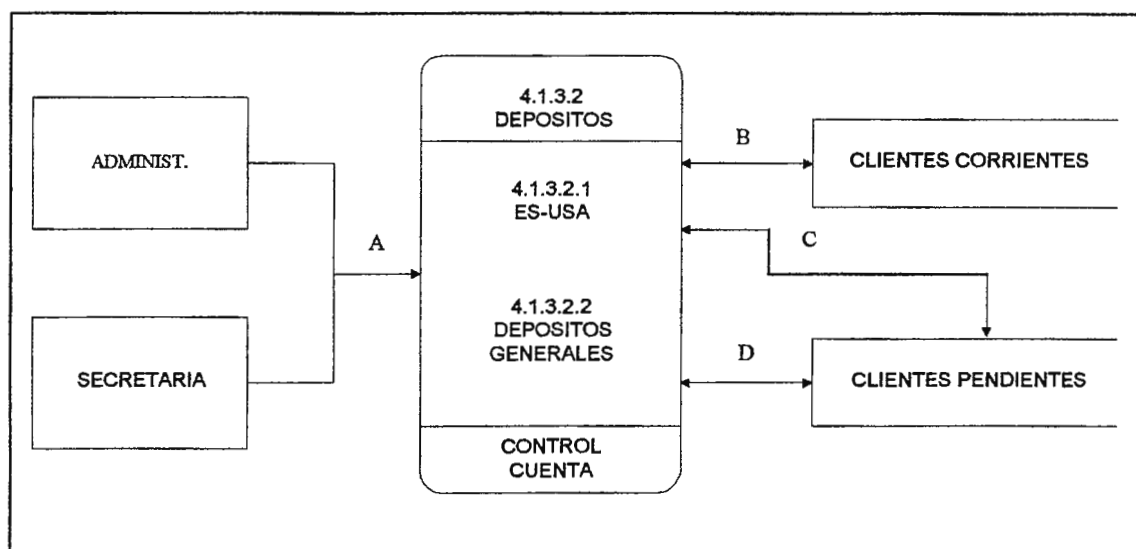 4.1.3.2
DEPOSITOS
ADMINIST.
SECRETARIA
A
4.1.3.2.1
ES-USA
4.1.3.2.2
DEPOSITOS
GENERALES
CONTROL
CUENTA
B
CLIENTES CORRIENTES
C
D
CLIENTES PENDIENTES